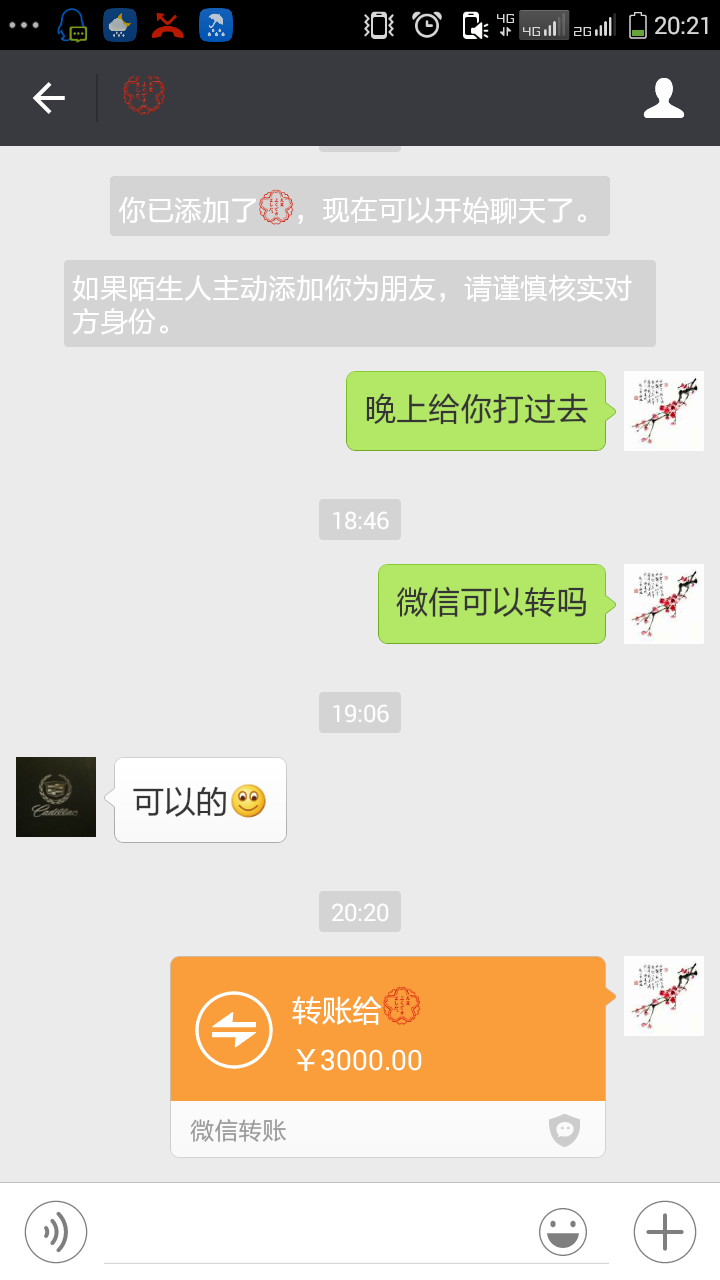 4G
4G
2G
20:21
你已添加了，现在可以开始聊天了。
如果陌生人主动添加你为朋友，请谨慎核实对
方身份。
晚上给你打过去
18:46
微信可以转吗
19:06
可以的
Cadillac
20:20
转账给
￥3000.00
微信转账